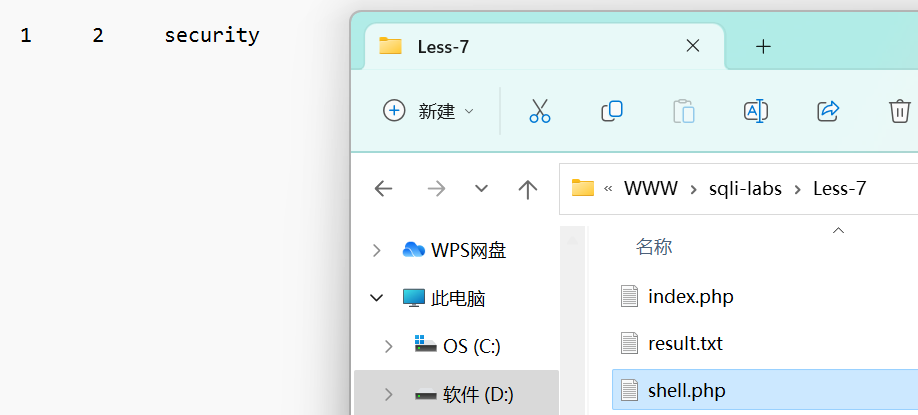 1 2 security
Less-7
新建
WWW sqli-labs Less-7
WPS网盘
此电脑
OS (C:)
软件 (D:)
名称
index.php
result.txt
shell.php